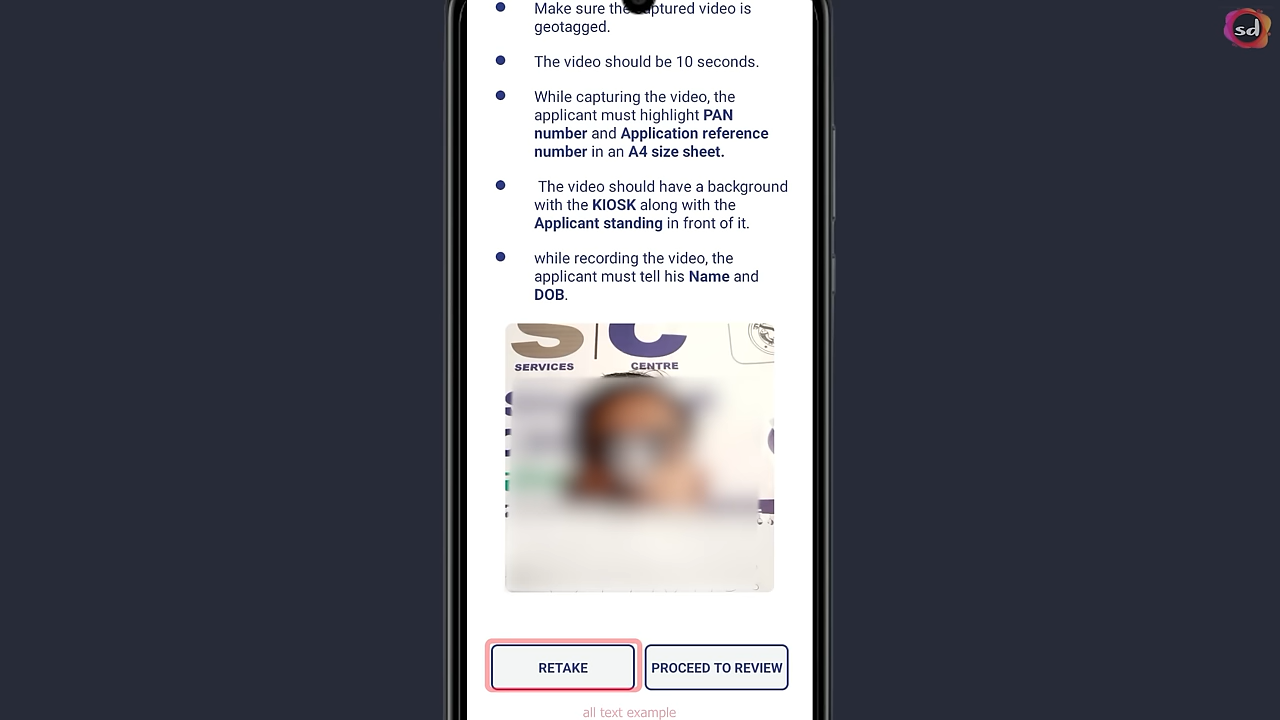 sd
Make sure the captured video is
geotagged.
The video should be 10 seconds.
While capturing the video, the
applicant must highlight PAN
number and Application reference
number in an A4 size sheet.
The video should have a background
with the KIOSK along with the
Applicant standing in front of it.
while recording the video, the
applicant must tell his Name and
DOB.
S C
SERVICES CENTRE
RETAKE PROCEED TO REVIEW
all text example